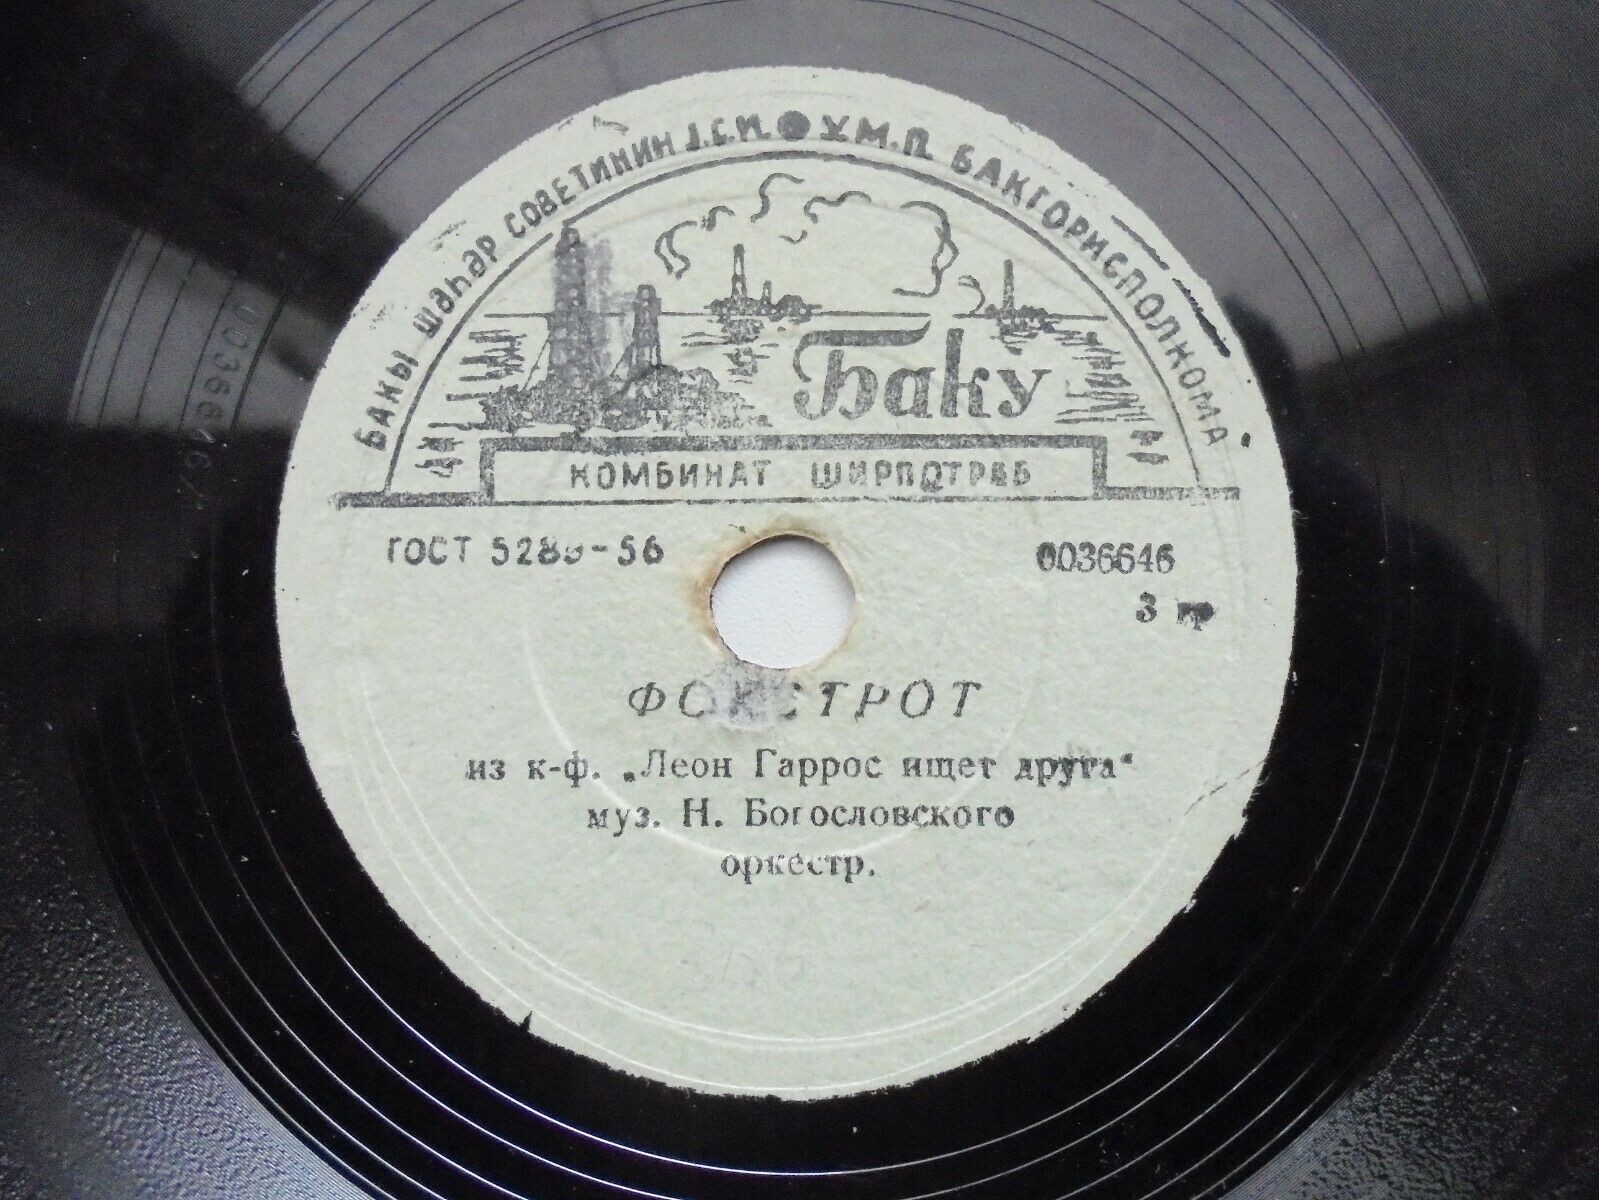 БАКЫ ШӘҺӘР СОВЕТИНИН Ј.С.И. ● У.М.П. БАКГОРИСПОЛКОМА
Баку
КОМБИНАТ ШИРПОТРЕБ
ГОСТ 5289-56
0036646
3 гр
ФОКСТРОТ
из к-ф. „Леон Гаррос ищет друга“
муз. Н. Богословского
оркестр.
0036646/